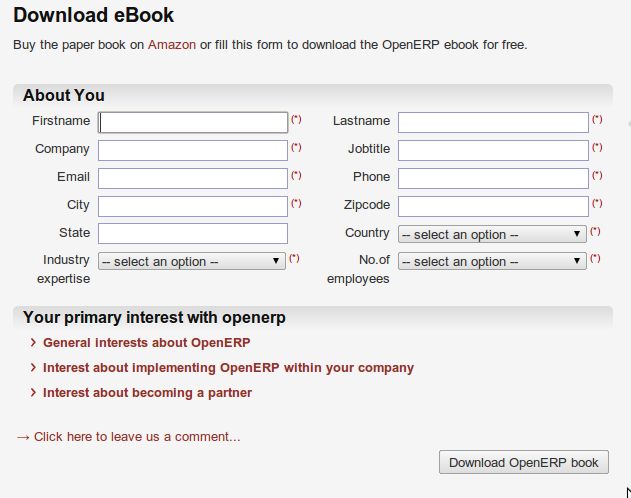 Download eBook
Buy the paper book on Amazon or fill this form to download the OpenERP ebook for free.
About You
Firstname (*) Lastname (*)
Company (*) Jobtitle (*)
Email (*) Phone (*)
City (*) Zipcode (*)
State Country -- select an option -- (*)
Industry expertise -- select an option -- (*) No.of employees -- select an option -- (*)
Your primary interest with openerp
General interests about OpenERP
Interest about implementing OpenERP within your company
Interest about becoming a partner
→ Click here to leave us a comment...
Download OpenERP book